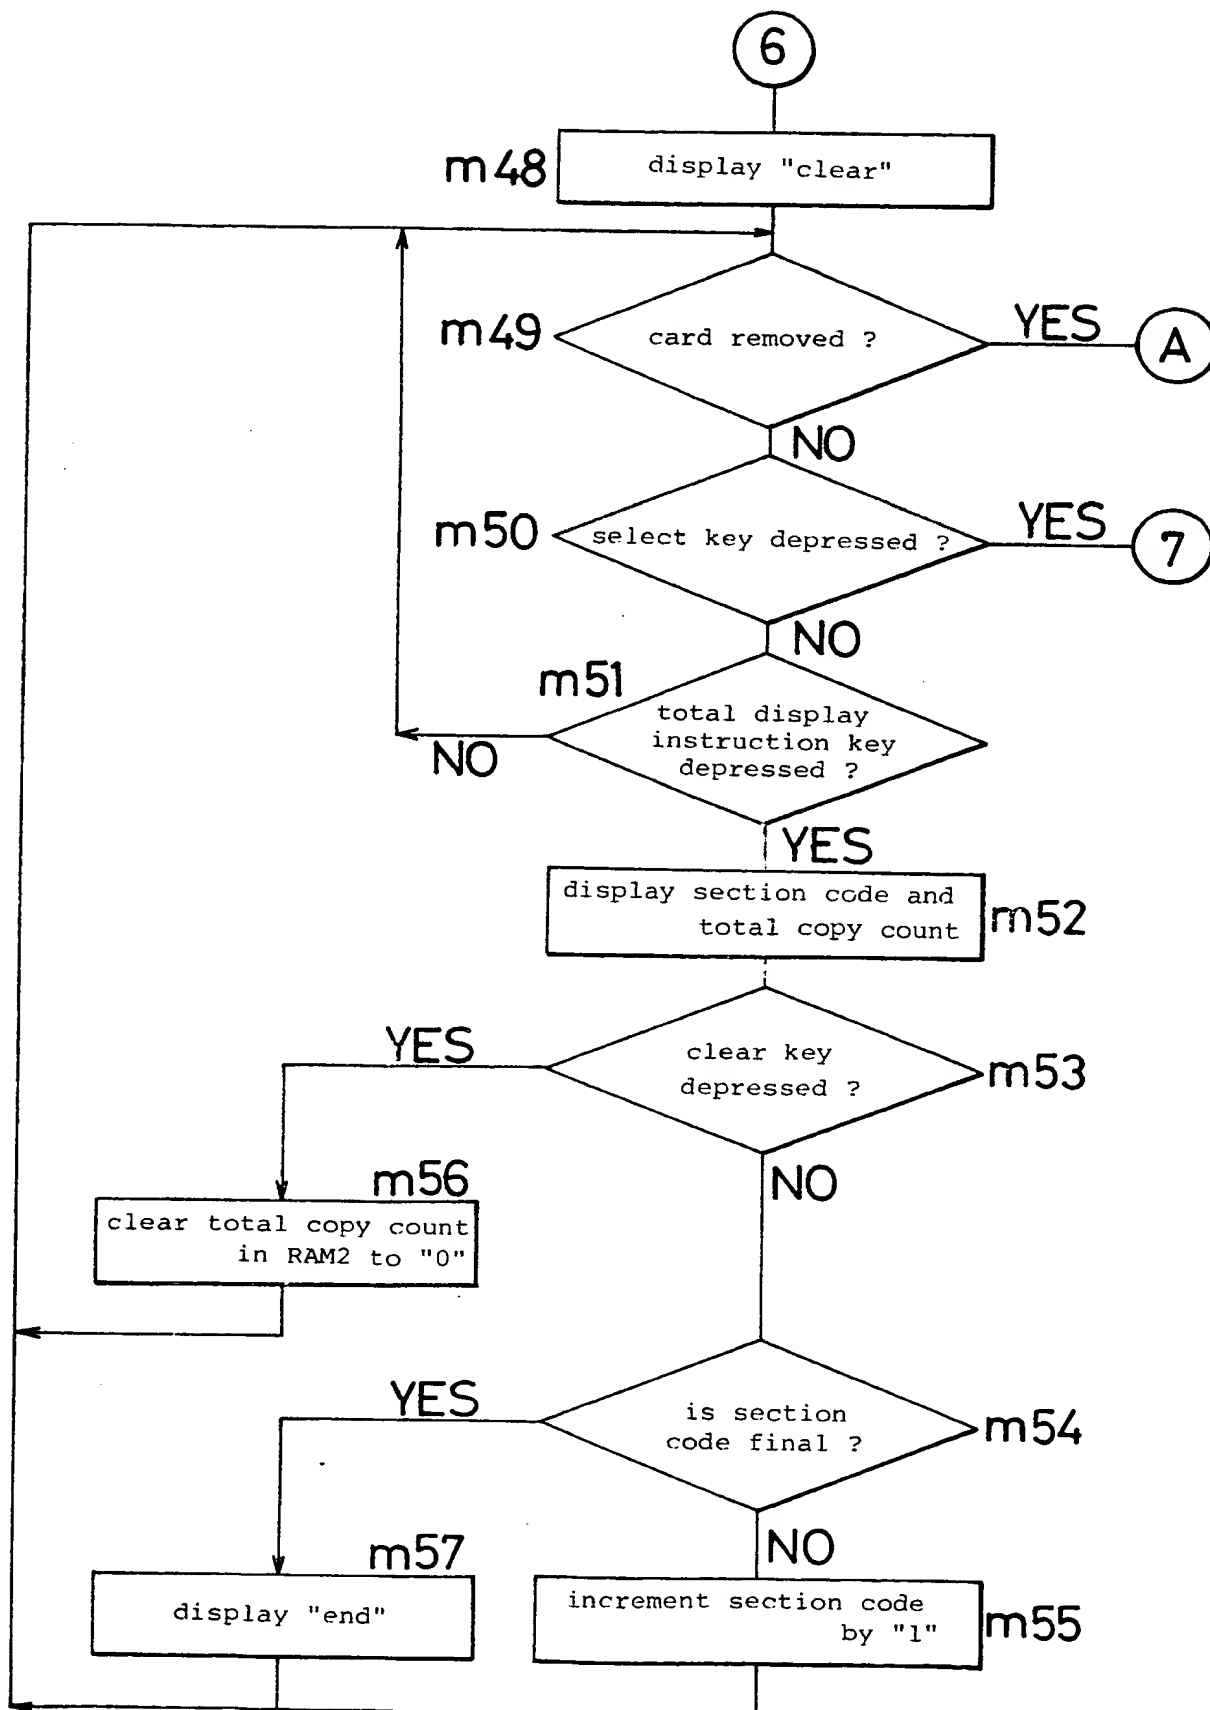 6
m48
display "clear"
m49
card removed ?
YES
A
NO
m50
select key depressed ?
YES
7
NO
m51
total display
instruction key
depressed ?
NO
YES
display section code and
total copy count
m52
YES
clear key
depressed ?
m53
NO
m56
clear total copy count
in RAM2 to "0"
YES
is section
code final ?
m54
NO
m57
display "end"
increment section code
by "1"
m55